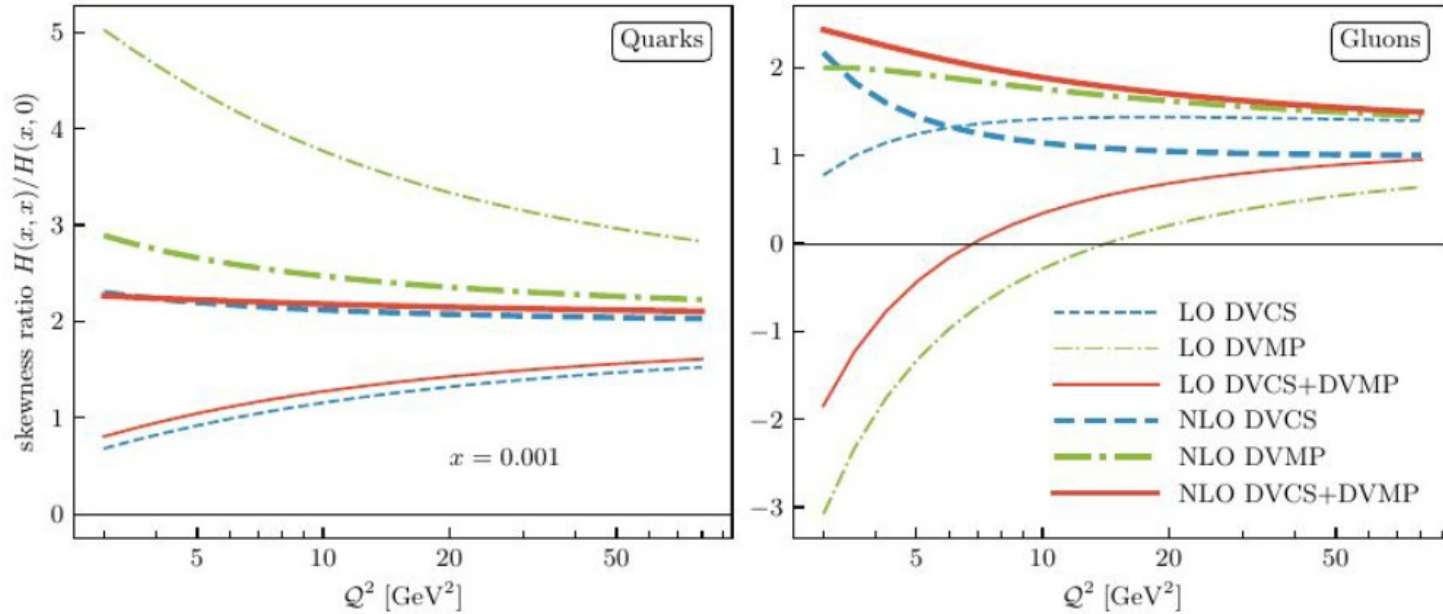 skewness ratio H(x, x)/H(x, 0)
5
4
3
2
1
0
Quarks
x = 0.001
5
10
20
50
Q² [GeV²]
2
1
0
−1
−2
−3
Gluons
LO DVCS
LO DVMP
LO DVCS+DVMP
NLO DVCS
NLO DVMP
NLO DVCS+DVMP
5
10
20
50
Q² [GeV²]